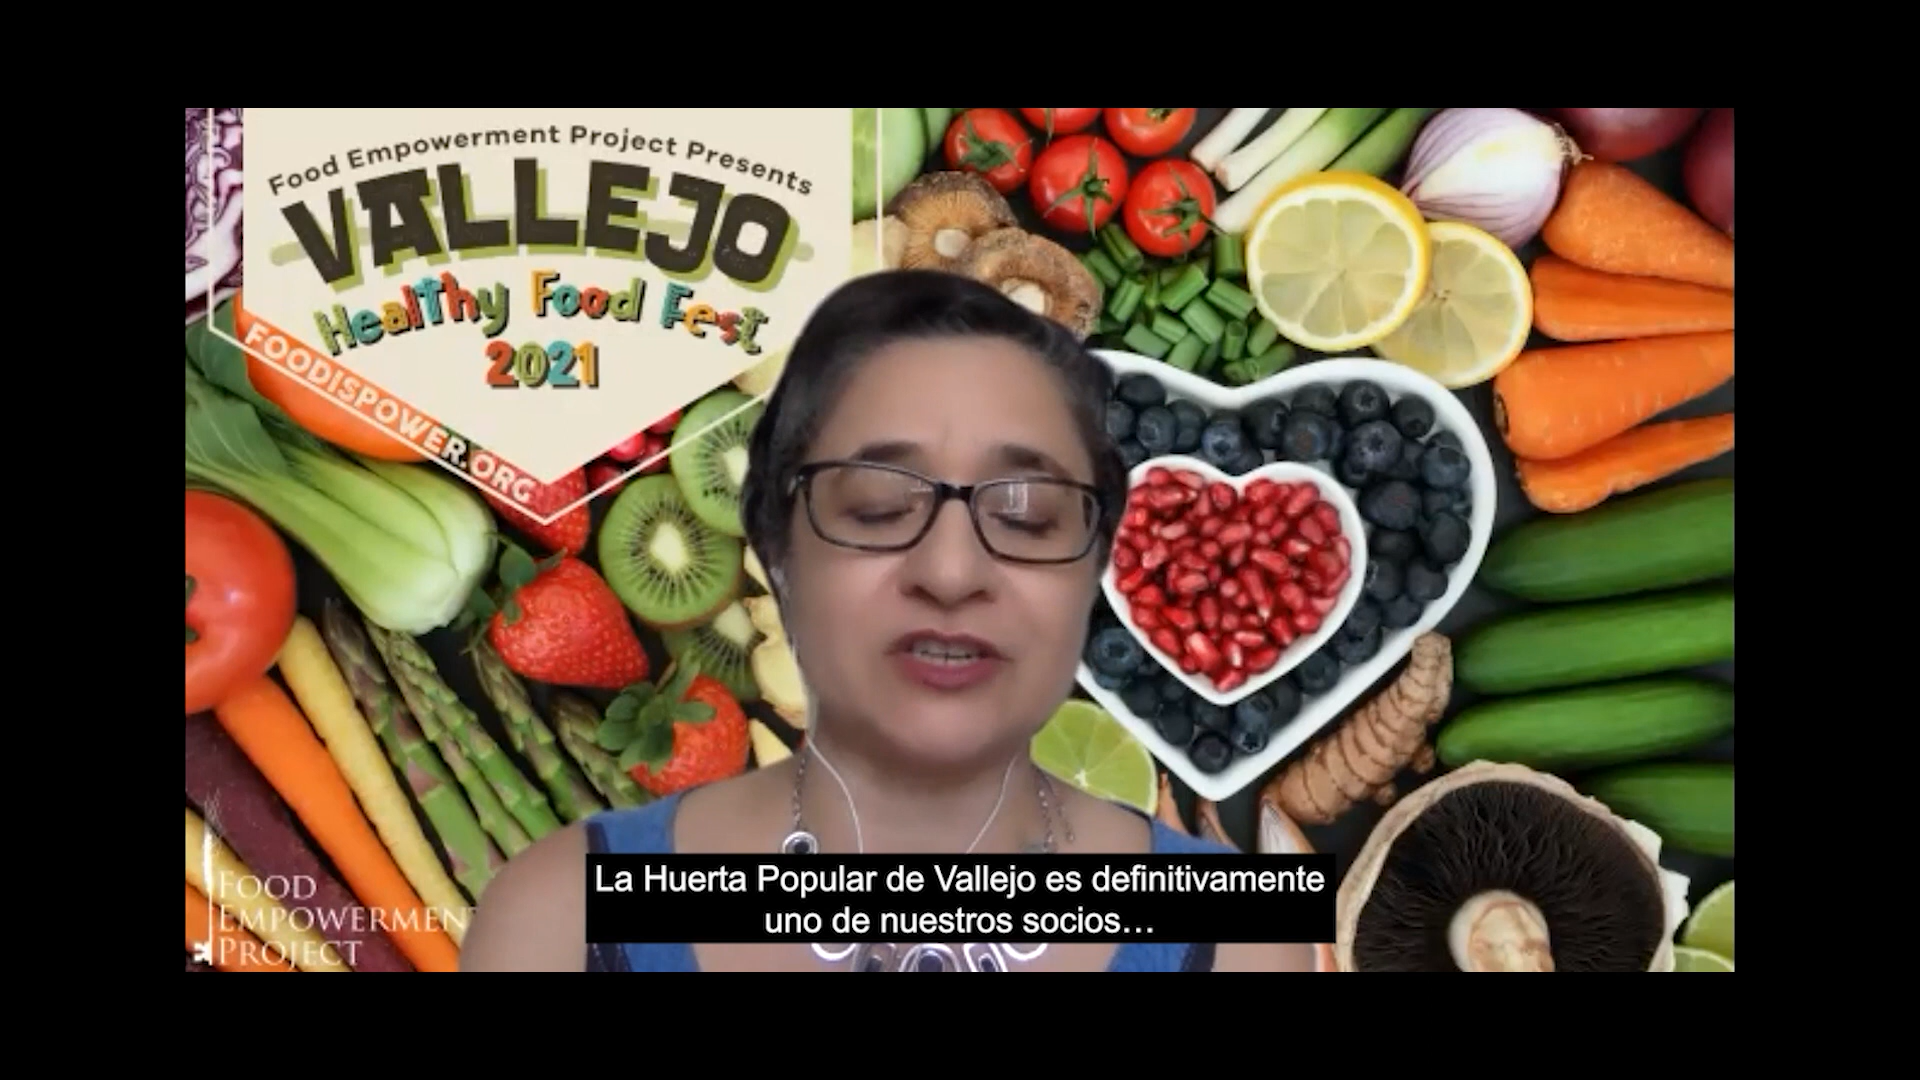 Food Empowerment Project Presents
VALLEJO
Healthy Food Fest
2021
FOODISPOWER.ORG
FOOD
EMPOWERMENT
PROJECT
La Huerta Popular de Vallejo es definitivamente
uno de nuestros socios…